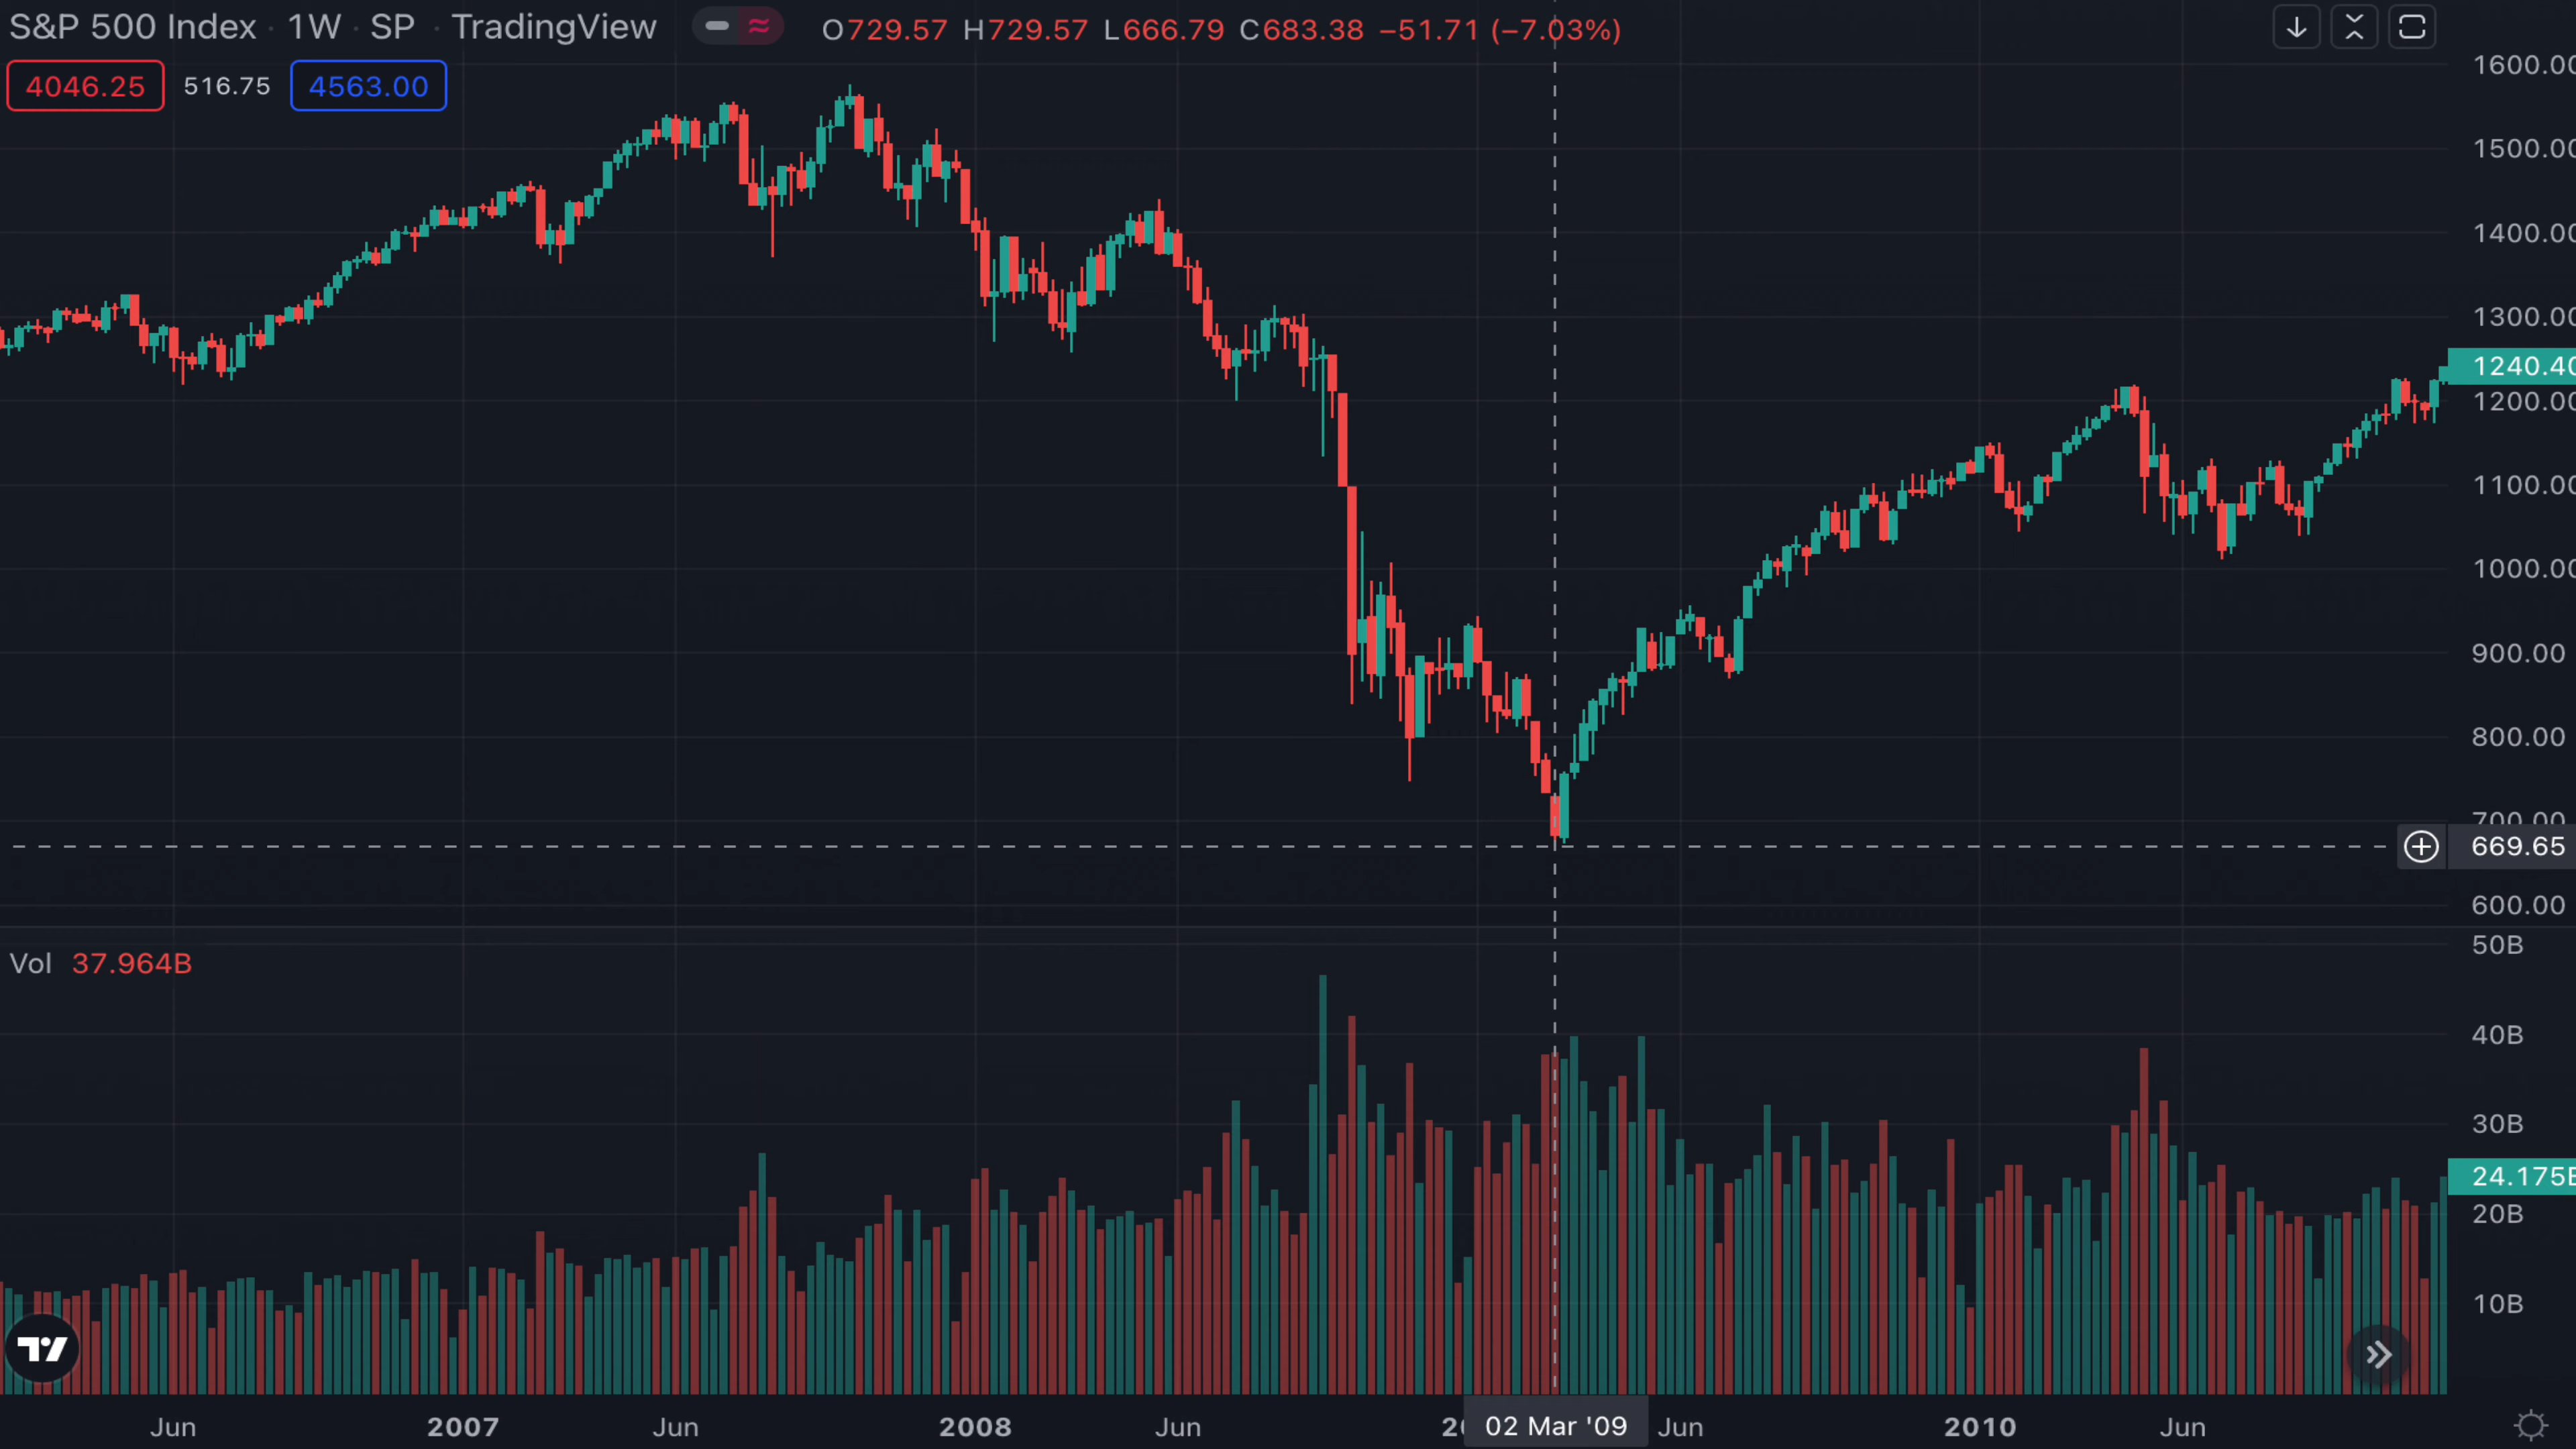 S&P 500 Index · 1W · SP · TradingView
O729.57 H729.57 L666.79 C683.38 −51.71 (−7.03%)
4046.25 516.75 4563.00
1600.00
1500.00
1400.00
1300.00
1240.40
1200.00
1100.00
1000.00
900.00
800.00
700.00
669.65
600.00
Vol 37.964B
50B
40B
30B
24.175B
20B
10B
Jun 2007 Jun 2008 Jun 02 Mar '09 Jun 2010 Jun